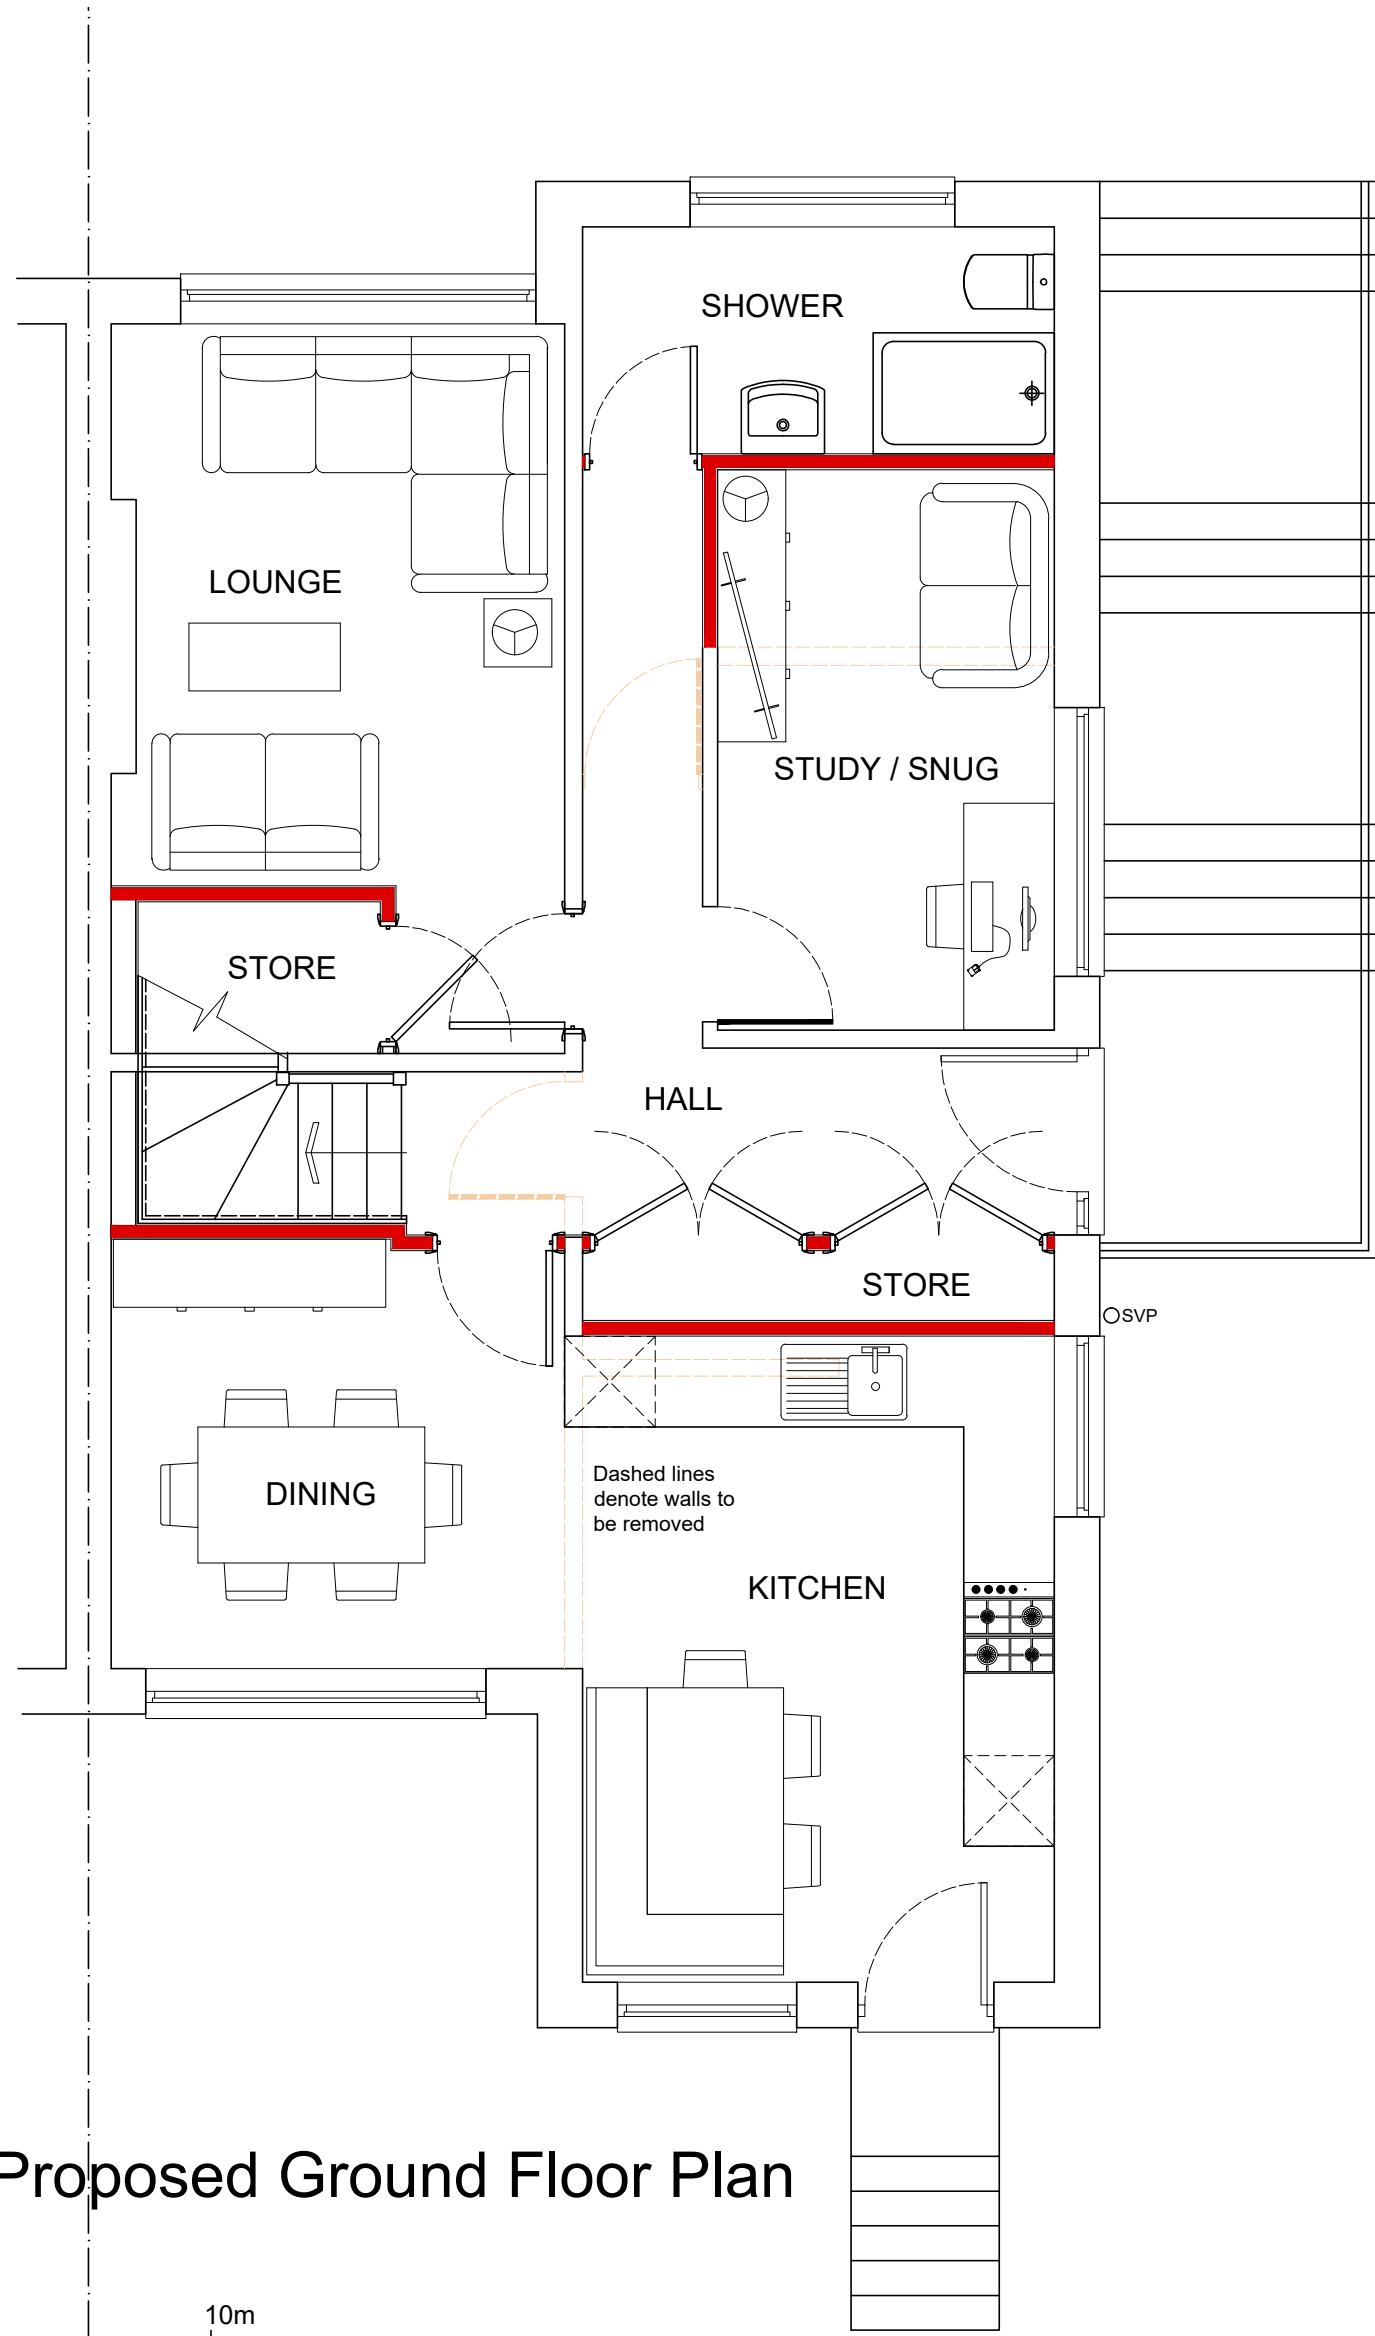 SHOWER
LOUNGE
STUDY / SNUG
STORE
HALL
STORE
SVP
Dashed lines
denote walls to
be removed
DINING
KITCHEN
Proposed Ground Floor Plan
10m